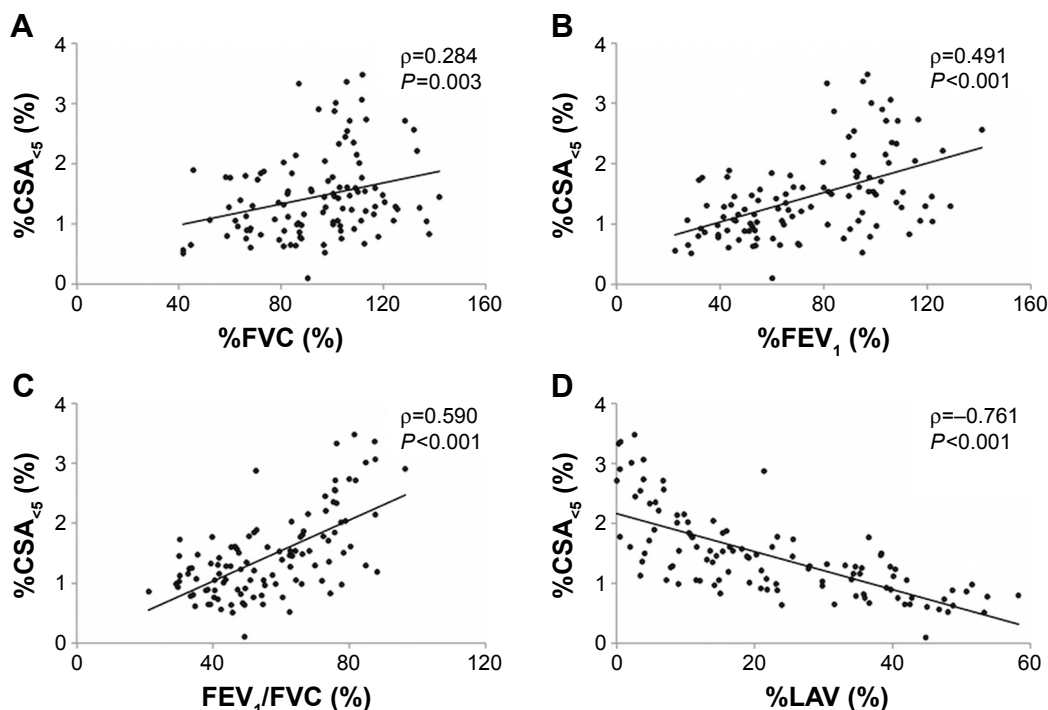 A
ρ=0.284
P=0.003
%CSA<5 (%)
4
3
2
1
0
0 40 80 120 160
%FVC (%)
B
ρ=0.491
P<0.001
%CSA<5 (%)
4
3
2
1
0
0 40 80 120 160
%FEV1 (%)
C
ρ=0.590
P<0.001
%CSA<5 (%)
4
3
2
1
0
0 40 80 120
FEV1/FVC (%)
D
ρ=–0.761
P<0.001
%CSA<5 (%)
4
3
2
1
0
0 20 40 60
%LAV (%)